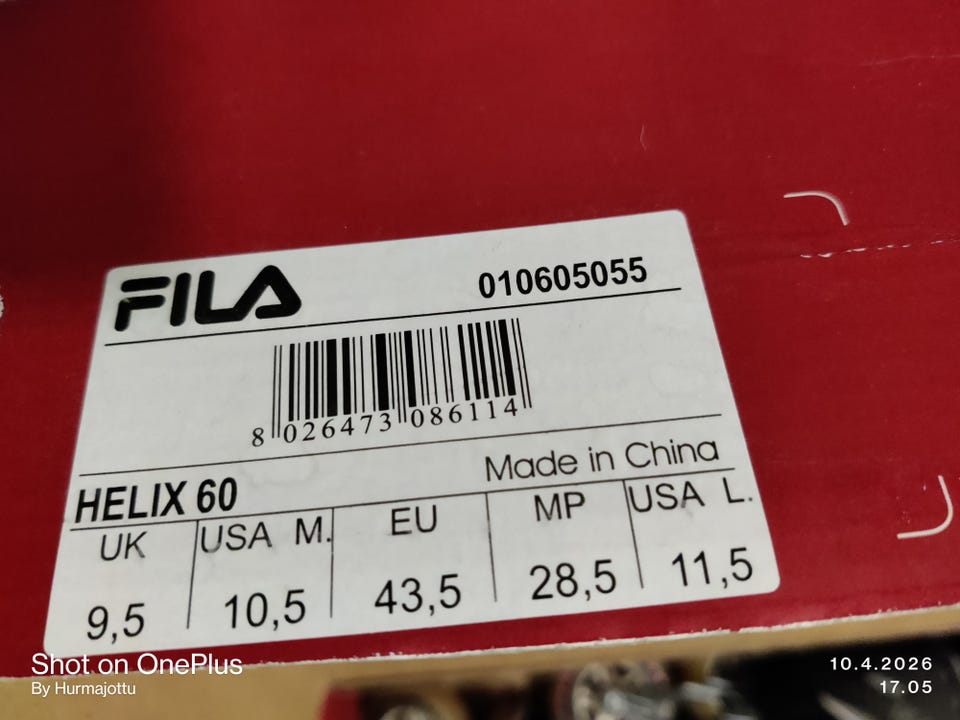 FILA 010605055
8 026473 086114
Made in China
HELIX 60
UK USA M. EU MP USA L.
9,5 10,5 43,5 28,5 11,5
Shot on OnePlus
By Hurmajottu
10.4.2026
17.05